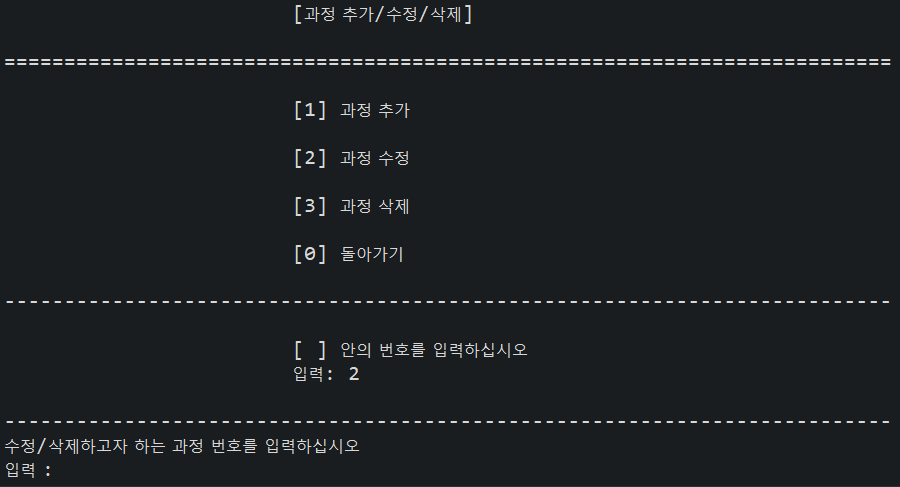 [과정 추가/수정/삭제]
==========================================================================
[1] 과정 추가
[2] 과정 수정
[3] 과정 삭제
[0] 돌아가기
--------------------------------------------------------------------------
[ ] 안의 번호를 입력하십시오
입력: 2
--------------------------------------------------------------------------
수정/삭제하고자 하는 과정 번호를 입력하십시오
입력 :